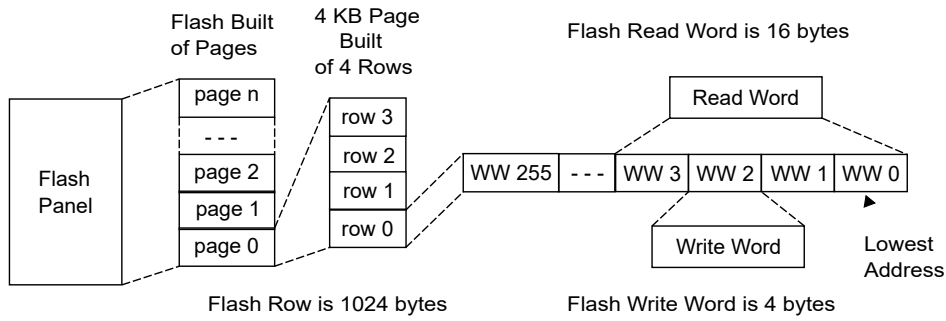 Flash Built
of Pages
4 KB Page
Built
of 4 Rows
Flash Read Word is 16 bytes
page n
- - -
page 2
page 1
page 0
row 3
row 2
row 1
row 0
Read Word
Flash
Panel
WW 255
- - -
WW 3
WW 2
WW 1
WW 0
Write Word
Lowest
Address
Flash Row is 1024 bytes
Flash Write Word is 4 bytes